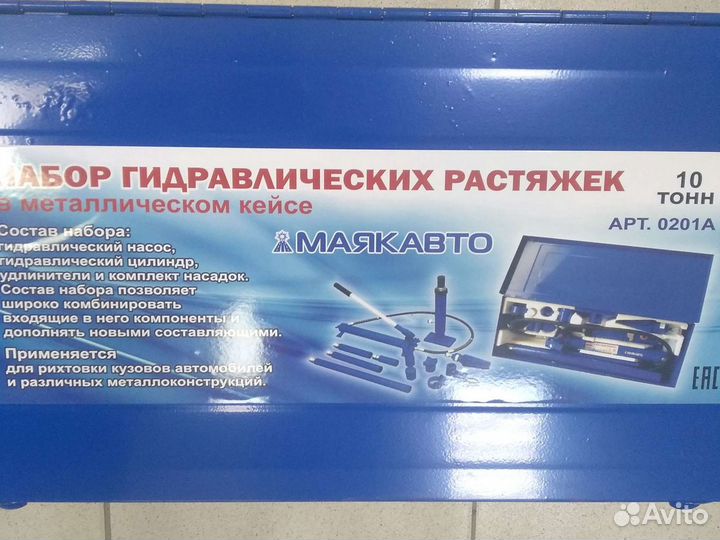 НАБОР ГИДРАВЛИЧЕСКИХ РАСТЯЖЕК
в металлическом кейсе
10
ТОНН
АРТ. 0201А
Состав набора:
гидравлический насос,
гидравлический цилиндр,
удлинители и комплект насадок.
Состав набора позволяет
широко комбинировать
входящие в него компоненты и
дополнять новыми составляющими.
Применяется
для рихтовки кузовов автомобилей
и различных металлоконструкций.
МАЯКАВТО
EAC
Avito